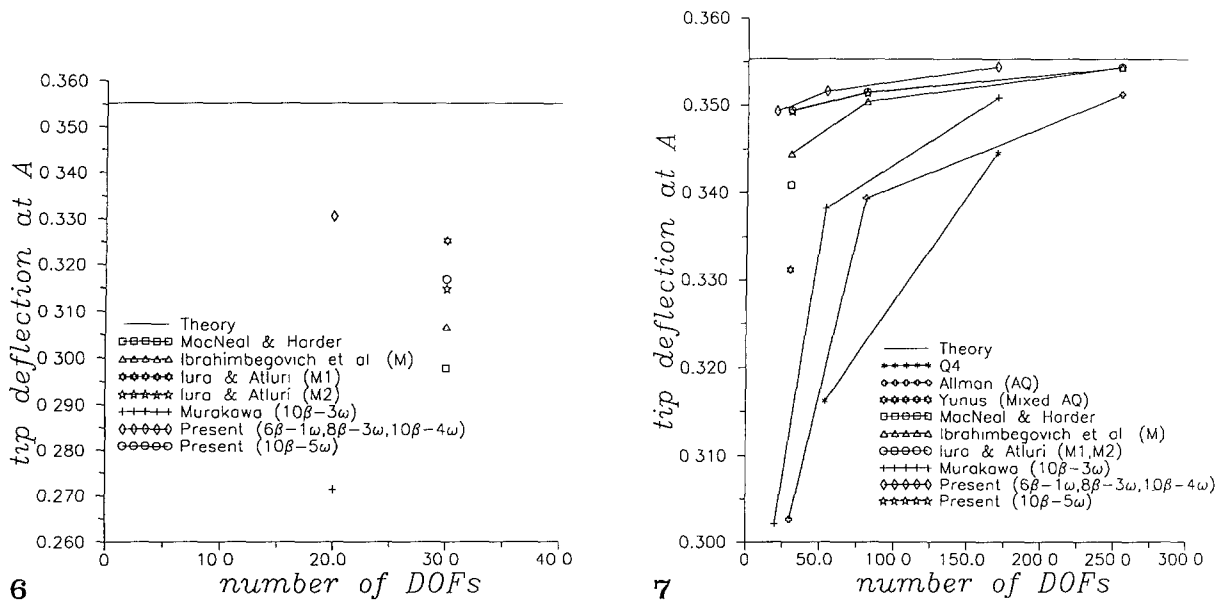 0.360
0.355
0.340
0.330
0.320
0.310
0.300
0.290
0.280
0.270
0.260
0 0
10.0
20.0
30.0
40 0
tip deflection at A
number of DOFs
Theory
MacNeal & Harder
Ibrahimbegovich et al (M)
Iura & Atluri (M1)
Iura & Atluri (M2)
Murakawa (10β−3ω)
Present (6β−1ω,8β−3ω,10β−4ω)
Present (10β−5ω)
6
0.360
0.350
0.340
0.330
0.320
0.310
0.300
0 0
50.0
100.0
150.0
200 0
250 0
300 0
tip deflection at A
number of DOFs
Theory
Q4
Allman (AQ)
Yunus (Mixed AQ)
MacNeal & Harder
Ibrahimbegovich et al (M)
Iura & Atluri (M1,M2)
Murakawa (10β−3ω)
Present (6β−1ω,8β−3ω,10β−4ω)
Present (10β−5ω)
7